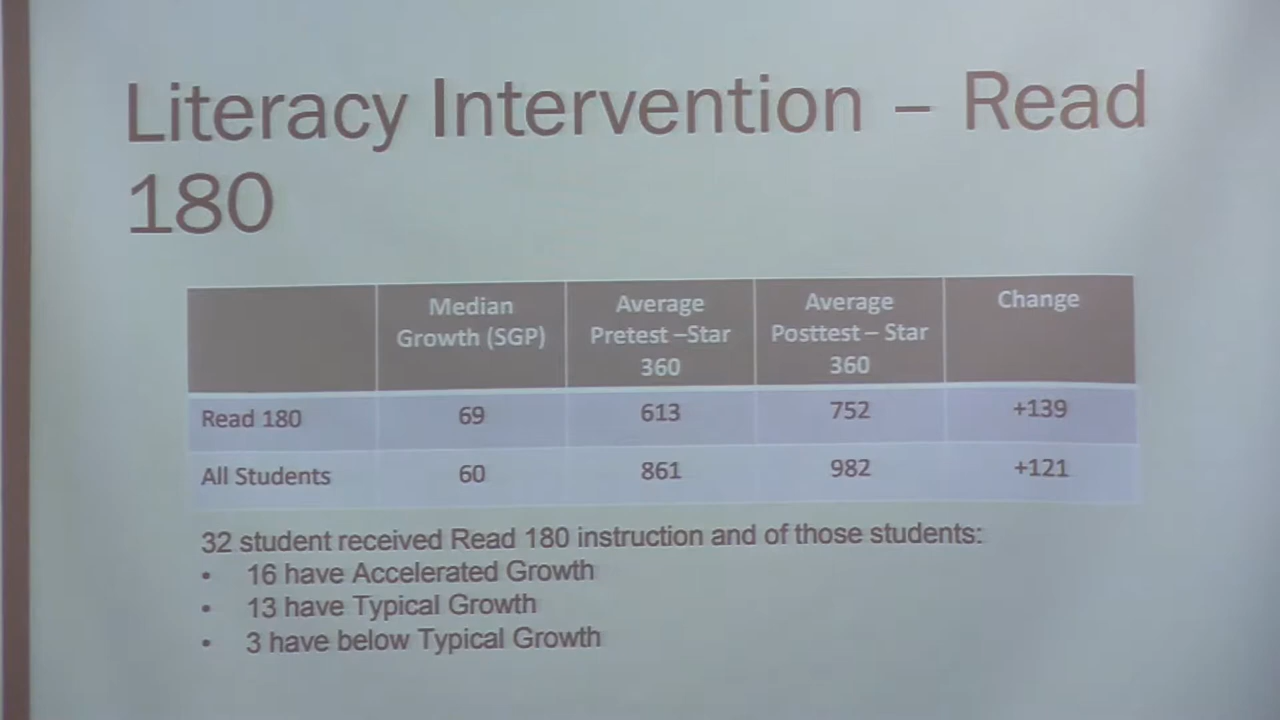 Literacy Intervention – Read
180
Median Growth (SGP) Average Pretest –Star 360 Average Posttest – Star 360 Change
Read 180 69 613 752 +139
All Students 60 861 982 +121
32 student received Read 180 instruction and of those students:
• 16 have Accelerated Growth
• 13 have Typical Growth
• 3 have below Typical Growth